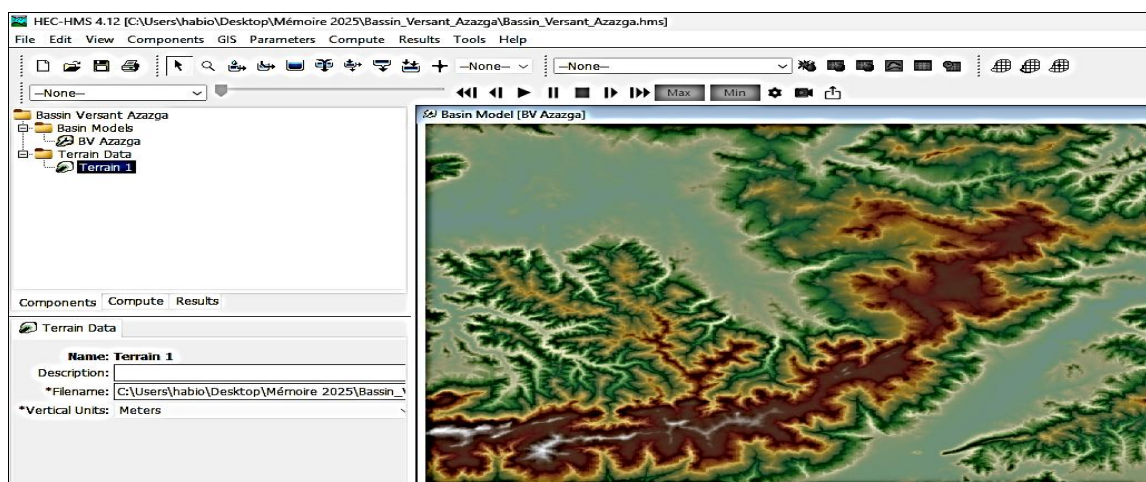 HEC-HMS 4.12 [C:\Users\habio\Desktop\Mémoire 2025\Bassin_Versant_Azazga\Bassin_Versant_Azazga.hms]
File Edit View Components GIS Parameters Compute Results Tools Help
--None-- --None--
--None-- Max Min
Bassin Versant Azazga
Basin Models
BV Azazga
Terrain Data
Terrain 1
Basin Model [BV Azazga]
Components Compute Results
Terrain Data
Name: Terrain 1
Description:
*Filename: C:\Users\habio\Desktop\Mémoire 2025\Bassin_V
*Vertical Units: Meters